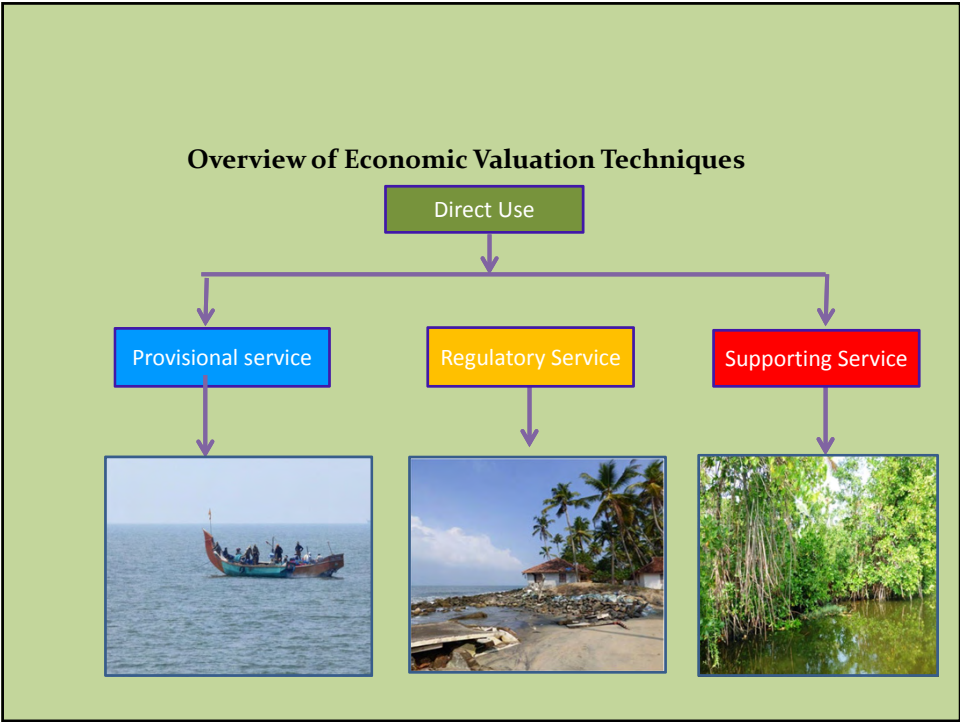 Overview of Economic Valuation Techniques
Direct Use
Provisional service
Regulatory Service
Supporting Service